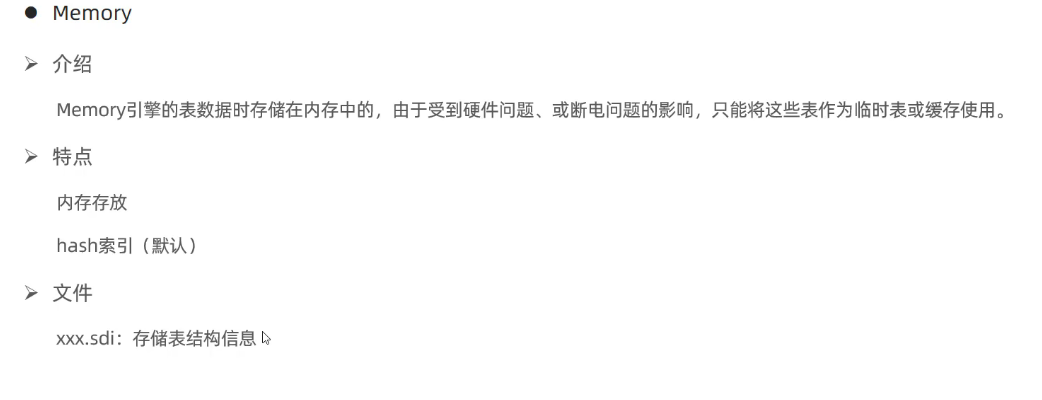 Memory
介绍
Memory引擎的表数据时存储在内存中的，由于受到硬件问题、或断电问题的影响，只能将这些表作为临时表或缓存使用。
特点
内存存放
hash索引（默认）
文件
xxx.sdi：存储表结构信息